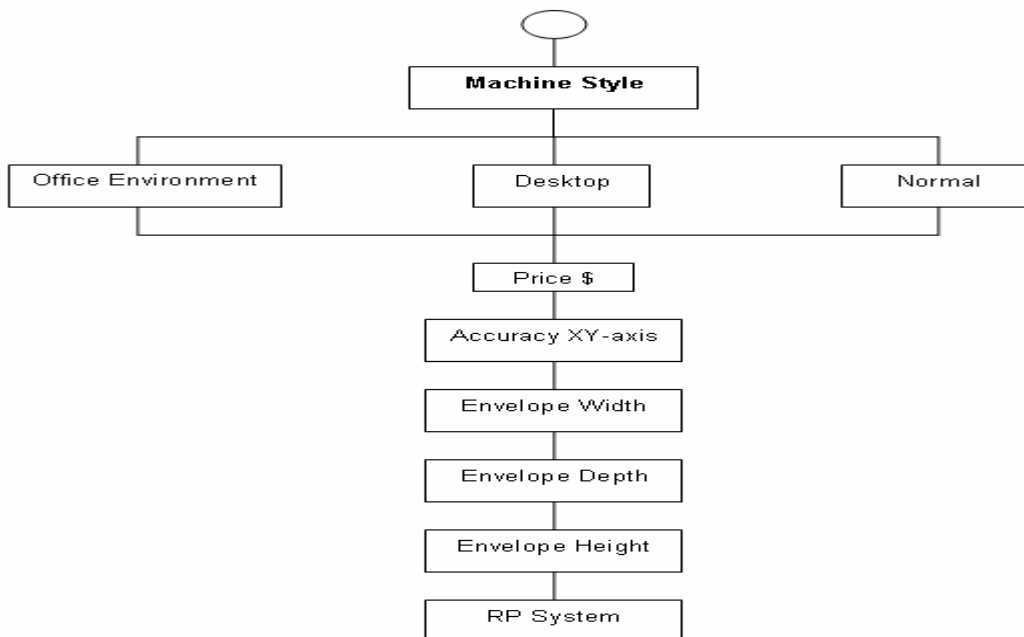 Machine Style
Office Environment
Desktop
Normal
Price $
Accuracy XY-axis
Envelope Width
Envelope Depth
Envelope Height
RP System